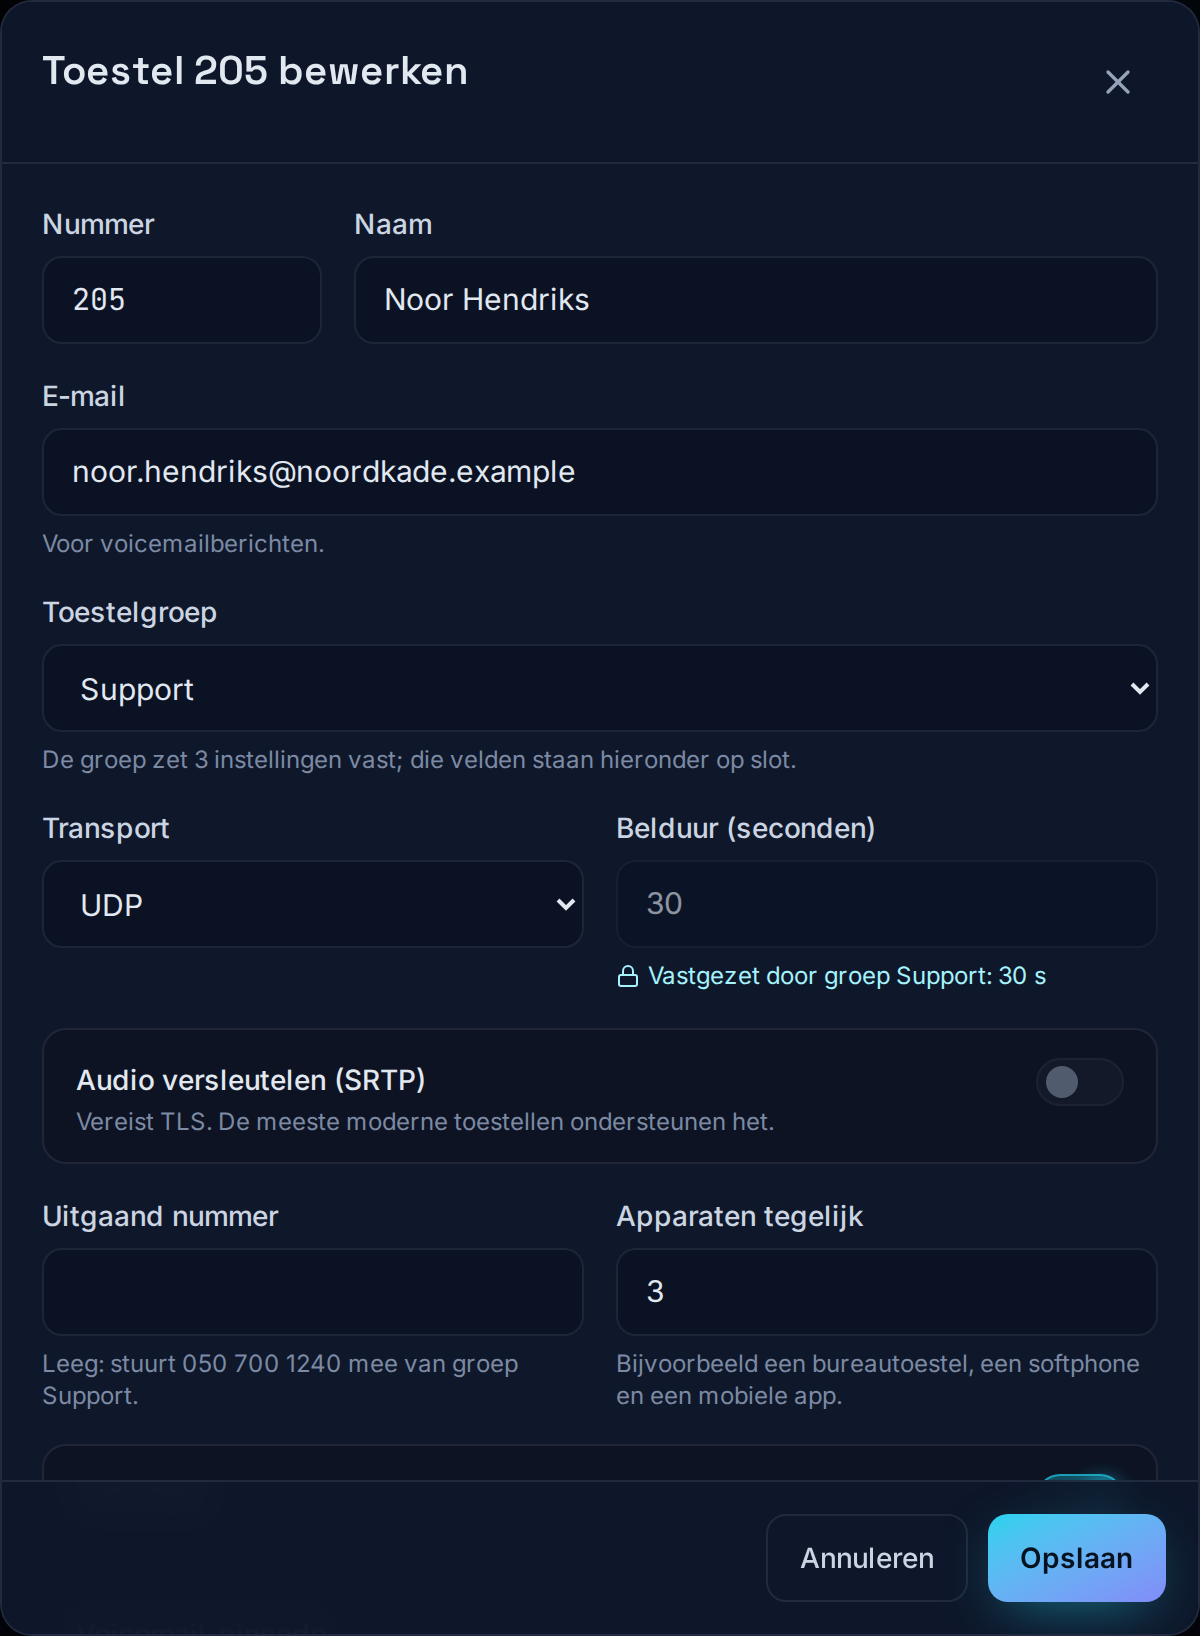 Toestel 205 bewerken
Nummer
Naam
205
Noor Hendriks
E-mail
noor.hendriks@noordkade.example
Voor voicemailberichten.
Toestelgroep
Support
De groep zet 3 instellingen vast; die velden staan hieronder op slot.
Transport
Belduur (seconden)
UDP
30
Vastgezet door groep Support: 30 s
Audio versleutelen (SRTP)
Vereist TLS. De meeste moderne toestellen ondersteunen het.
Uitgaand nummer
Apparaten tegelijk
3
Leeg: stuurt 050 700 1240 mee van groep
Support.
Bijvoorbeeld een bureautoestel, een softphone
en een mobiele app.
Annuleren
Opslaan